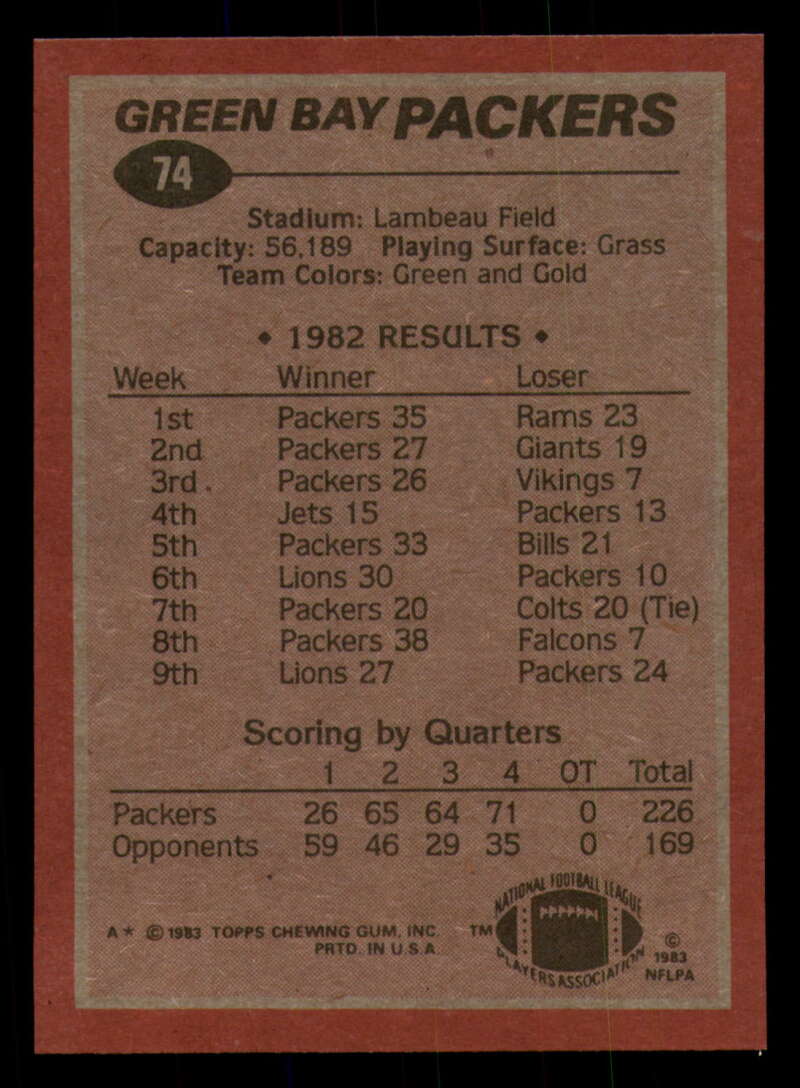 GREEN BAY PACKERS
74
Stadium: Lambeau Field
Capacity: 56,189 Playing Surface: Grass
Team Colors: Green and Gold
♦ 1982 RESULTS ♦
Week Winner Loser
1st Packers 35 Rams 23
2nd Packers 27 Giants 19
3rd. Packers 26 Vikings 7
4th Jets 15 Packers 13
5th Packers 33 Bills 21
6th Lions 30 Packers 10
7th Packers 20 Colts 20 (Tie)
8th Packers 38 Falcons 7
9th Lions 27 Packers 24
Scoring by Quarters
1 2 3 4 OT Total
Packers 26 65 64 71 0 226
Opponents 59 46 29 35 0 169
A* © 1983 TOPPS CHEWING GUM, INC.
PRTD. IN U.S.A.
TM
NATIONAL FOOTBALL LEAGUE
PLAYERS ASSOCIATION
©
1983
NFLPA